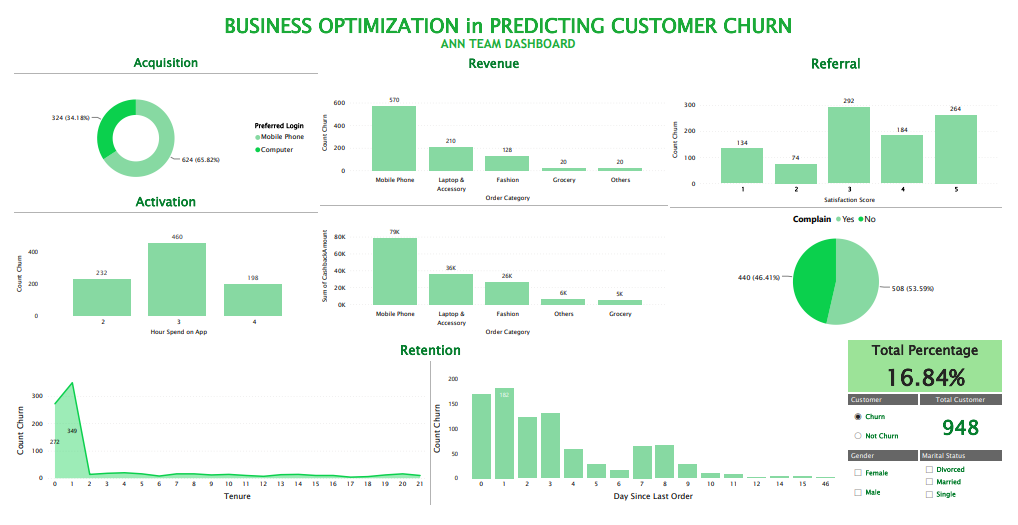 BUSINESS OPTIMIZATION in PREDICTING CUSTOMER CHURN
ANN TEAM DASHBOARD
Acquisition
324 (34.18%)
624 (65.82%)
Preferred Login
Mobile Phone
Computer
Activation
Count Churn
400
200
0
232
460
198
2 3 4
Hour Spend on App
Revenue
Count Churn
600
400
200
0
570
210
128
20
20
Mobile Phone
Laptop &
Accessory
Fashion
Grocery
Others
Order Category
Sum of CashbackAmount
80K
60K
40K
20K
0K
79K
36K
26K
6K
5K
Mobile Phone
Laptop &
Accessory
Fashion
Others
Grocery
Order Category
Referral
Count Churn
300
200
100
0
134
74
292
184
264
1 2 3 4 5
Satisfaction Score
Complain Yes No
440 (46.41%)
508 (53.59%)
Retention
Count Churn
300
200
100
0
272
349
0 1 2 3 4 5 6 7 8 9 10 11 12 13 14 15 16 17 18 19 20 21
Tenure
Count Churn
200
150
100
50
0
182
0 1 2 3 4 5 6 7 8 9 10 11 12 14 15 46
Day Since Last Order
Total Percentage
16.84%
Customer
Churn
Not Churn
Total Customer
948
Gender
Female
Male
Marital Status
Divorced
Married
Single